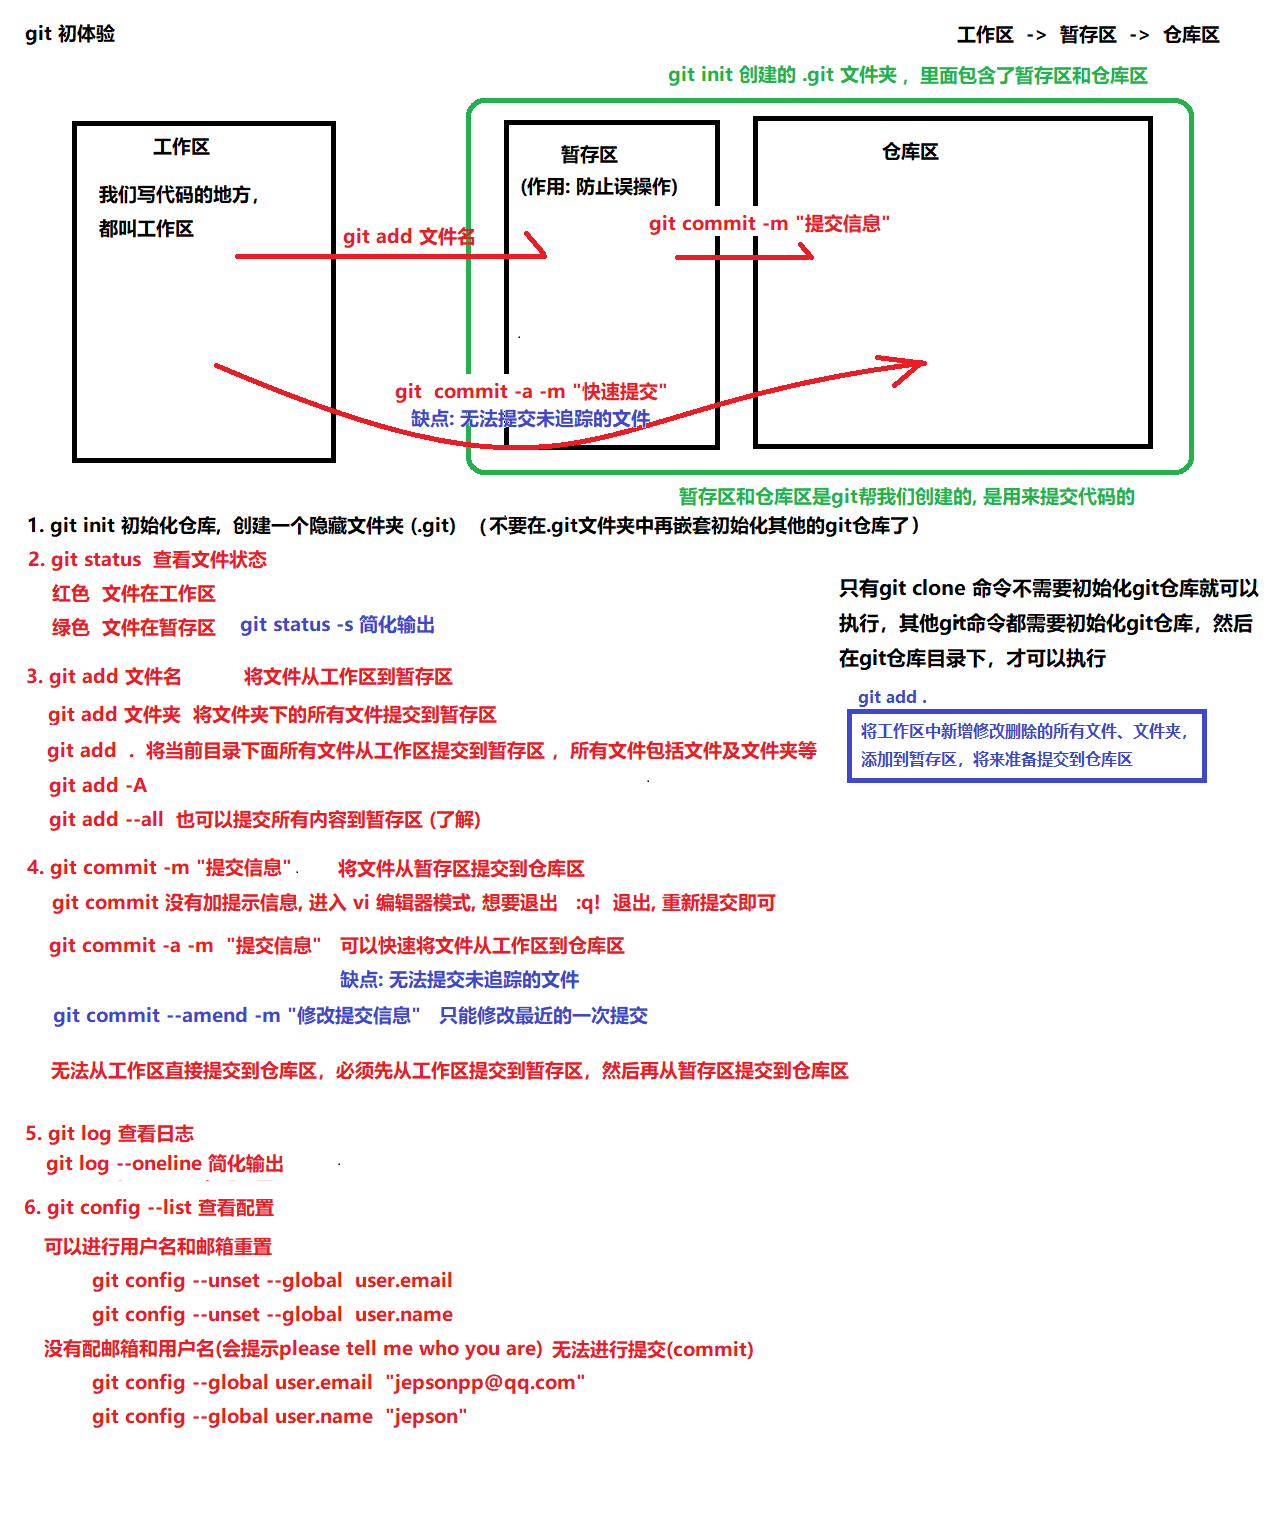 git 初体验
工作区 -> 暂存区 -> 仓库区
git init 创建的 .git 文件夹 ，里面包含了暂存区和仓库区
工作区
我们写代码的地方，
都叫工作区
暂存区
(作用: 防止误操作)
仓库区
git add 文件名
git commit -m "提交信息"
git commit -a -m "快速提交"
缺点: 无法提交未追踪的文件
暂存区和仓库区是git帮我们创建的, 是用来提交代码的
1. git init 初始化仓库, 创建一个隐藏文件夹 (.git) （不要在.git文件夹中再嵌套初始化其他的git仓库了）
2. git status 查看文件状态
红色 文件在工作区
绿色 文件在暂存区 git status -s 简化输出
只有git clone 命令不需要初始化git仓库就可以
执行，其他git命令都需要初始化git仓库，然后
在git仓库目录下，才可以执行
3. git add 文件名 将文件从工作区到暂存区
git add 文件夹 将文件夹下的所有文件提交到暂存区
git add . 将当前目录下面所有文件从工作区提交到暂存区 ，所有文件包括文件及文件夹等
git add -A
git add --all 也可以提交所有内容到暂存区 (了解)
git add .
将工作区中新增修改删除的所有文件、文件夹，
添加到暂存区，将来准备提交到仓库区
4. git commit -m "提交信息" 将文件从暂存区提交到仓库区
git commit 没有加提示信息, 进入 vi 编辑器模式, 想要退出 :q! 退出, 重新提交即可
git commit -a -m "提交信息" 可以快速将文件从工作区到仓库区
缺点: 无法提交未追踪的文件
git commit --amend -m "修改提交信息" 只能修改最近的一次提交
无法从工作区直接提交到仓库区，必须先从工作区提交到暂存区，然后再从暂存区提交到仓库区
5. git log 查看日志
git log --oneline 简化输出
6. git config --list 查看配置
可以进行用户名和邮箱重置
git config --unset --global user.email
git config --unset --global user.name
没有配邮箱和用户名(会提示please tell me who you are) 无法进行提交(commit)
git config --global user.email "jepsonpp@qq.com"
git config --global user.name "jepson"